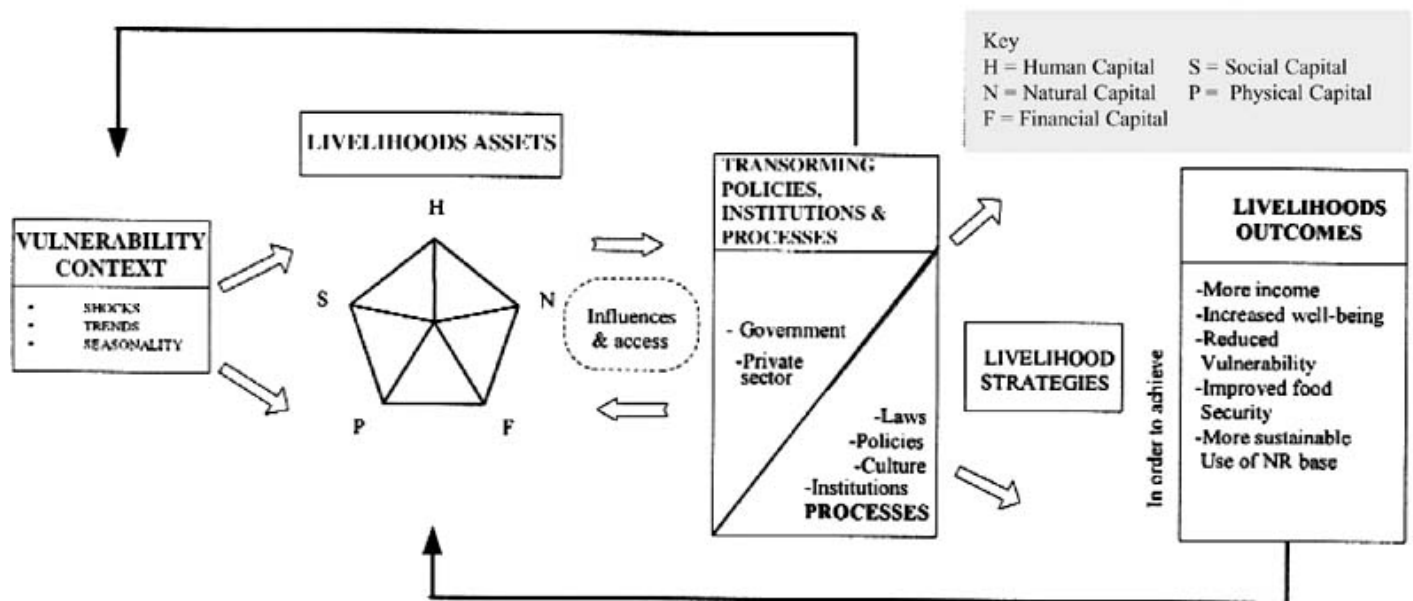 Key
H = Human Capital S = Social Capital
N = Natural Capital P = Physical Capital
F = Financial Capital
LIVELIHOODS ASSETS
H
S
N
P
F
VULNERABILITY
CONTEXT
• SHOCKS
• TRENDS
• SEASONALITY
Influences
& access
TRANSORMING
POLICIES,
INSTITUTIONS &
PROCESSES
- Government
-Private
sector
-Laws
-Policies
-Culture
-Institutions
PROCESSES
LIVELIHOOD
STRATEGIES
In order to achieve
LIVELIHOODS
OUTCOMES
-More income
-Increased well-being
-Reduced
Vulnerability
-Improved food
Security
-More sustainable
Use of NR base